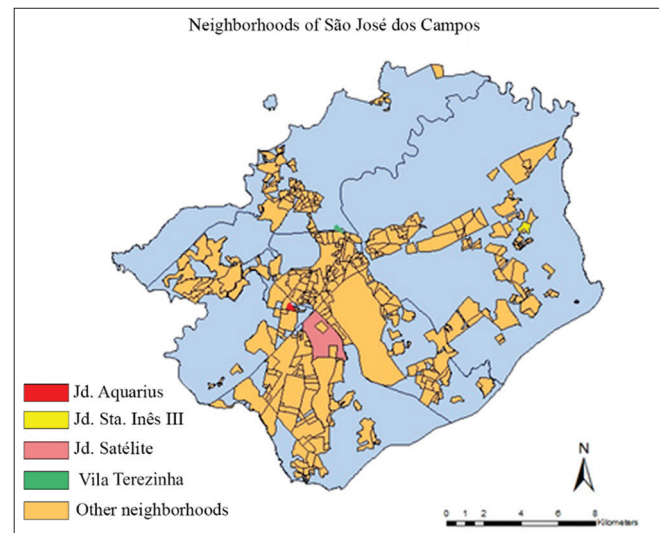 Neighborhoods of São José dos Campos
Jd. Aquarius
Jd. Sta. Inês III
Jd. Satélite
Vila Terezinha
Other neighborhoods
N
0 1 2 4 6 8
Kilometers